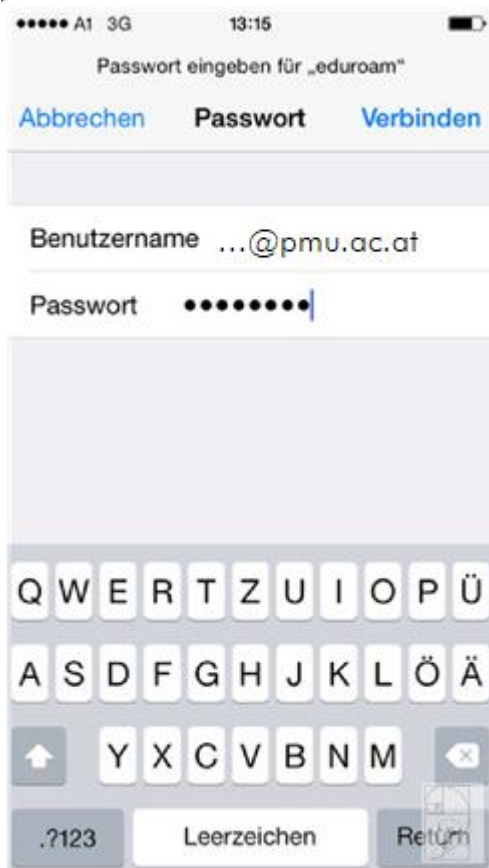 ●●●●● A1 3G 13:15
Passwort eingeben für „eduroam“
Abbrechen Passwort Verbinden
Benutzername ...@pmu.ac.at
Passwort ●●●●●●●●
Q W E R T Z U I O P Ü
A S D F G H J K L Ö Ä
Y X C V B N M
.?123 Leerzeichen Return